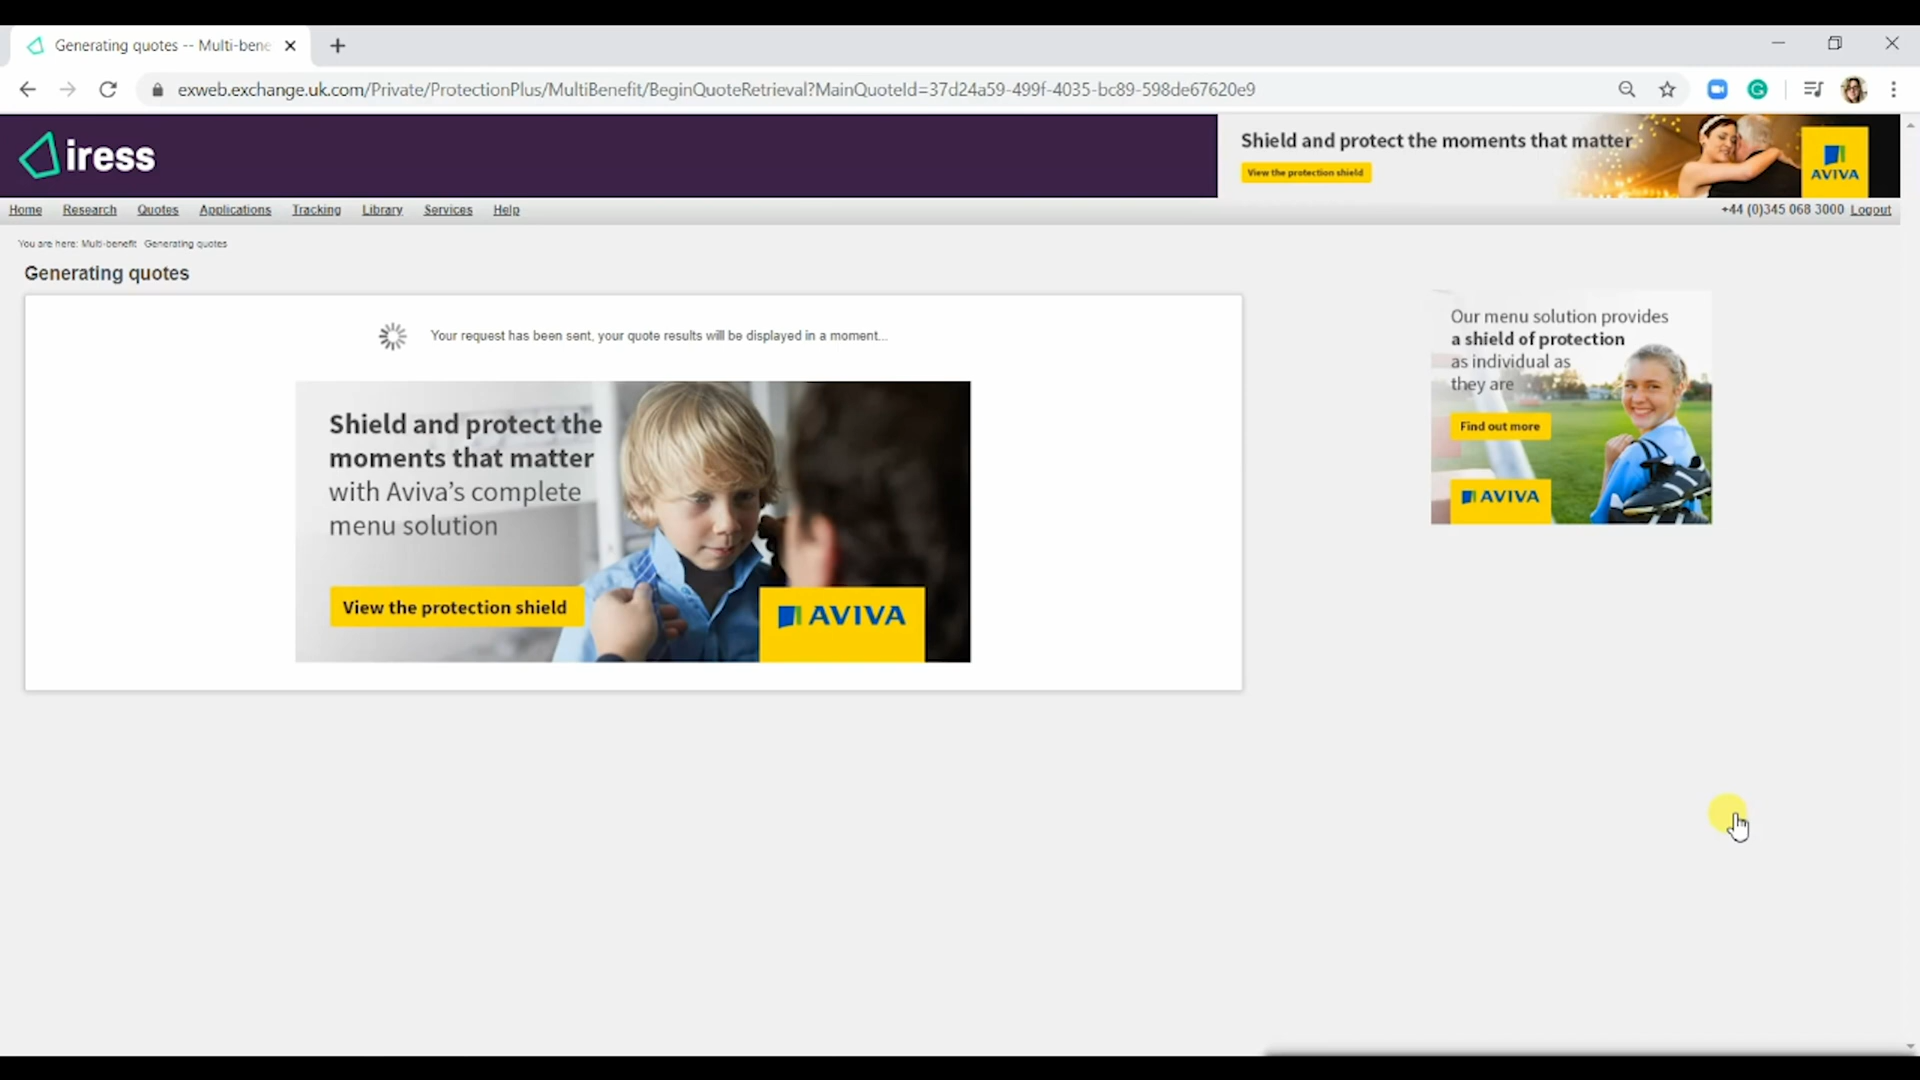 Generating quotes -- Multi-bene
exweb.exchange.uk.com/Private/ProtectionPlus/MultiBenefit/BeginQuoteRetrieval?MainQuoteId=37d24a59-499f-4035-bc89-598de67620e9
iress
Shield and protect the moments that matter
View the protection shield
AVIVA
Home Research Quotes Applications Tracking Library Services Help
+44 (0)345 068 3000 Logout
You are here: Multi-benefit Generating quotes
Generating quotes
Your request has been sent, your quote results will be displayed in a moment...
Shield and protect the
moments that matter
with Aviva's complete
menu solution
View the protection shield
AVIVA
Our menu solution provides
a shield of protection
as individual as
they are
Find out more
AVIVA